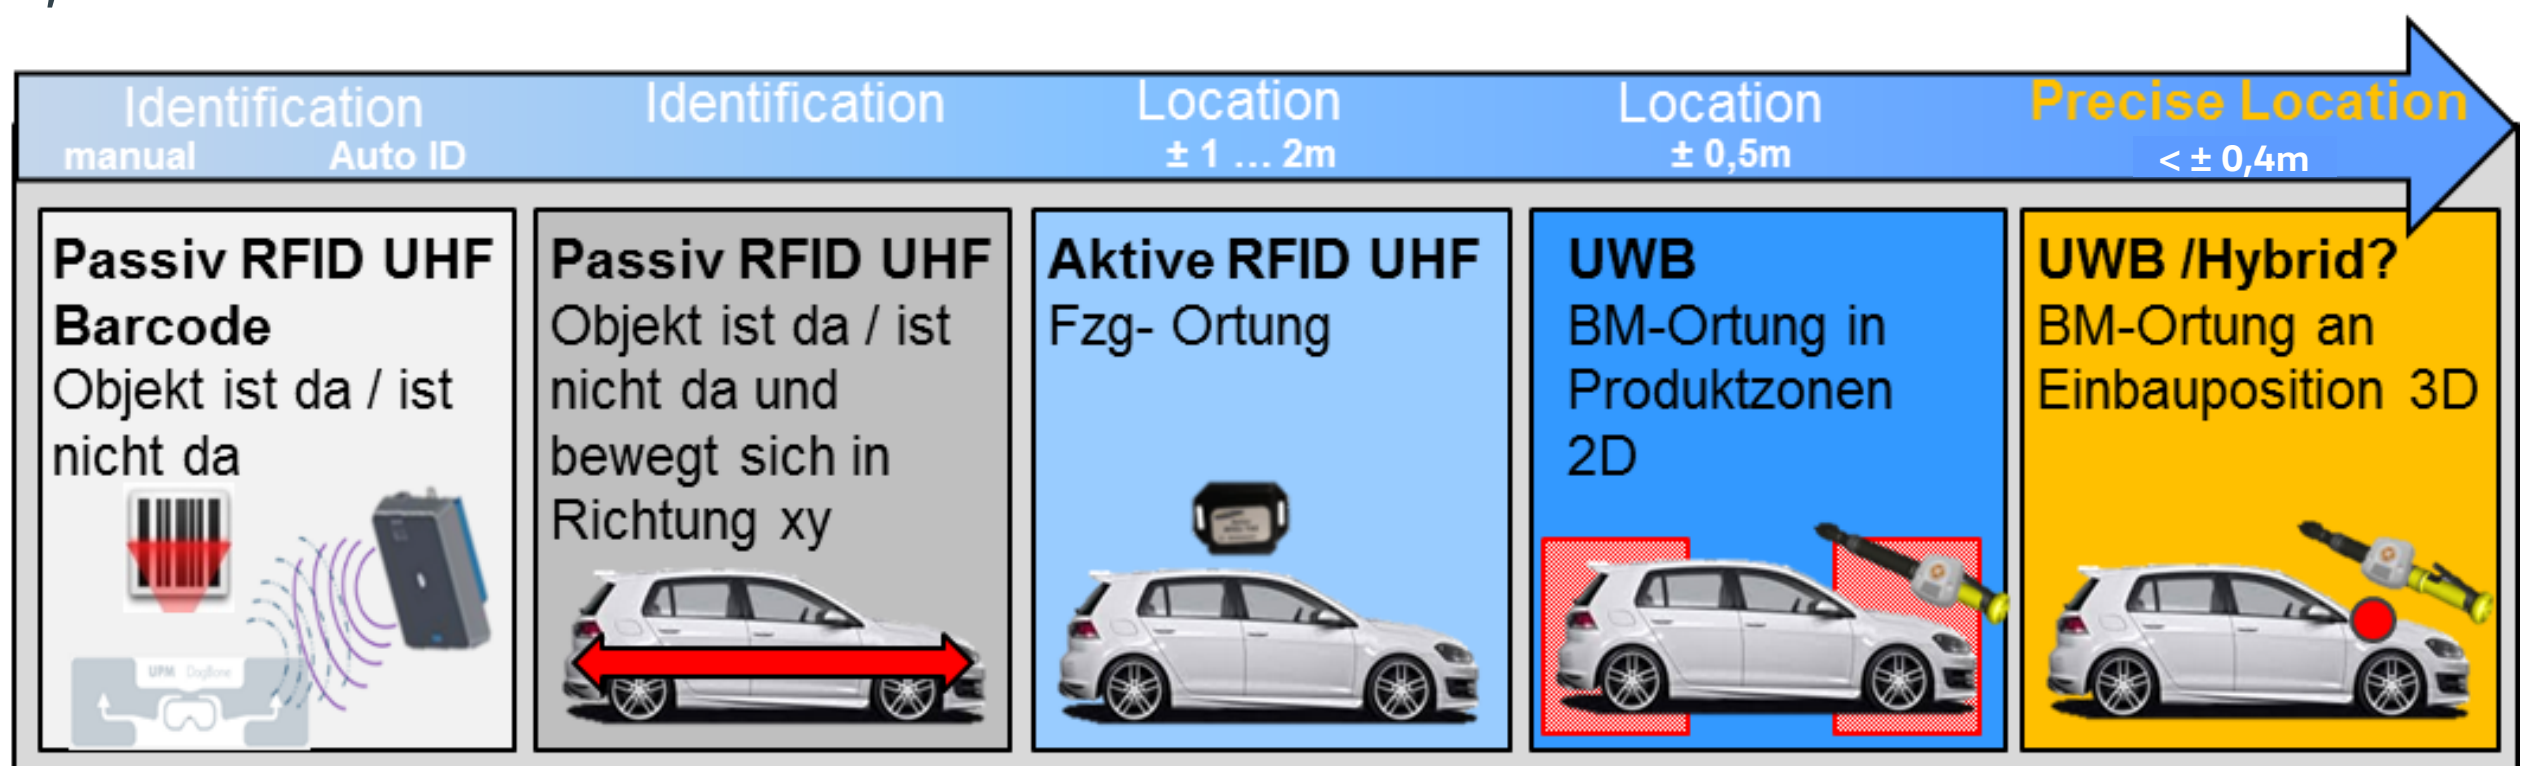 Identification
manual Auto ID
Identification
Location
± 1 ... 2m
Location
± 0,5m
Precise Location
< ± 0,4m
Passiv RFID UHF
Barcode
Objekt ist da / ist
nicht da
UPM DogBone
Passiv RFID UHF
Objekt ist da / ist
nicht da und
bewegt sich in
Richtung xy
Aktive RFID UHF
Fzg- Ortung
UWB
BM-Ortung in
Produktzonen
2D
UWB /Hybrid?
BM-Ortung an
Einbauposition 3D